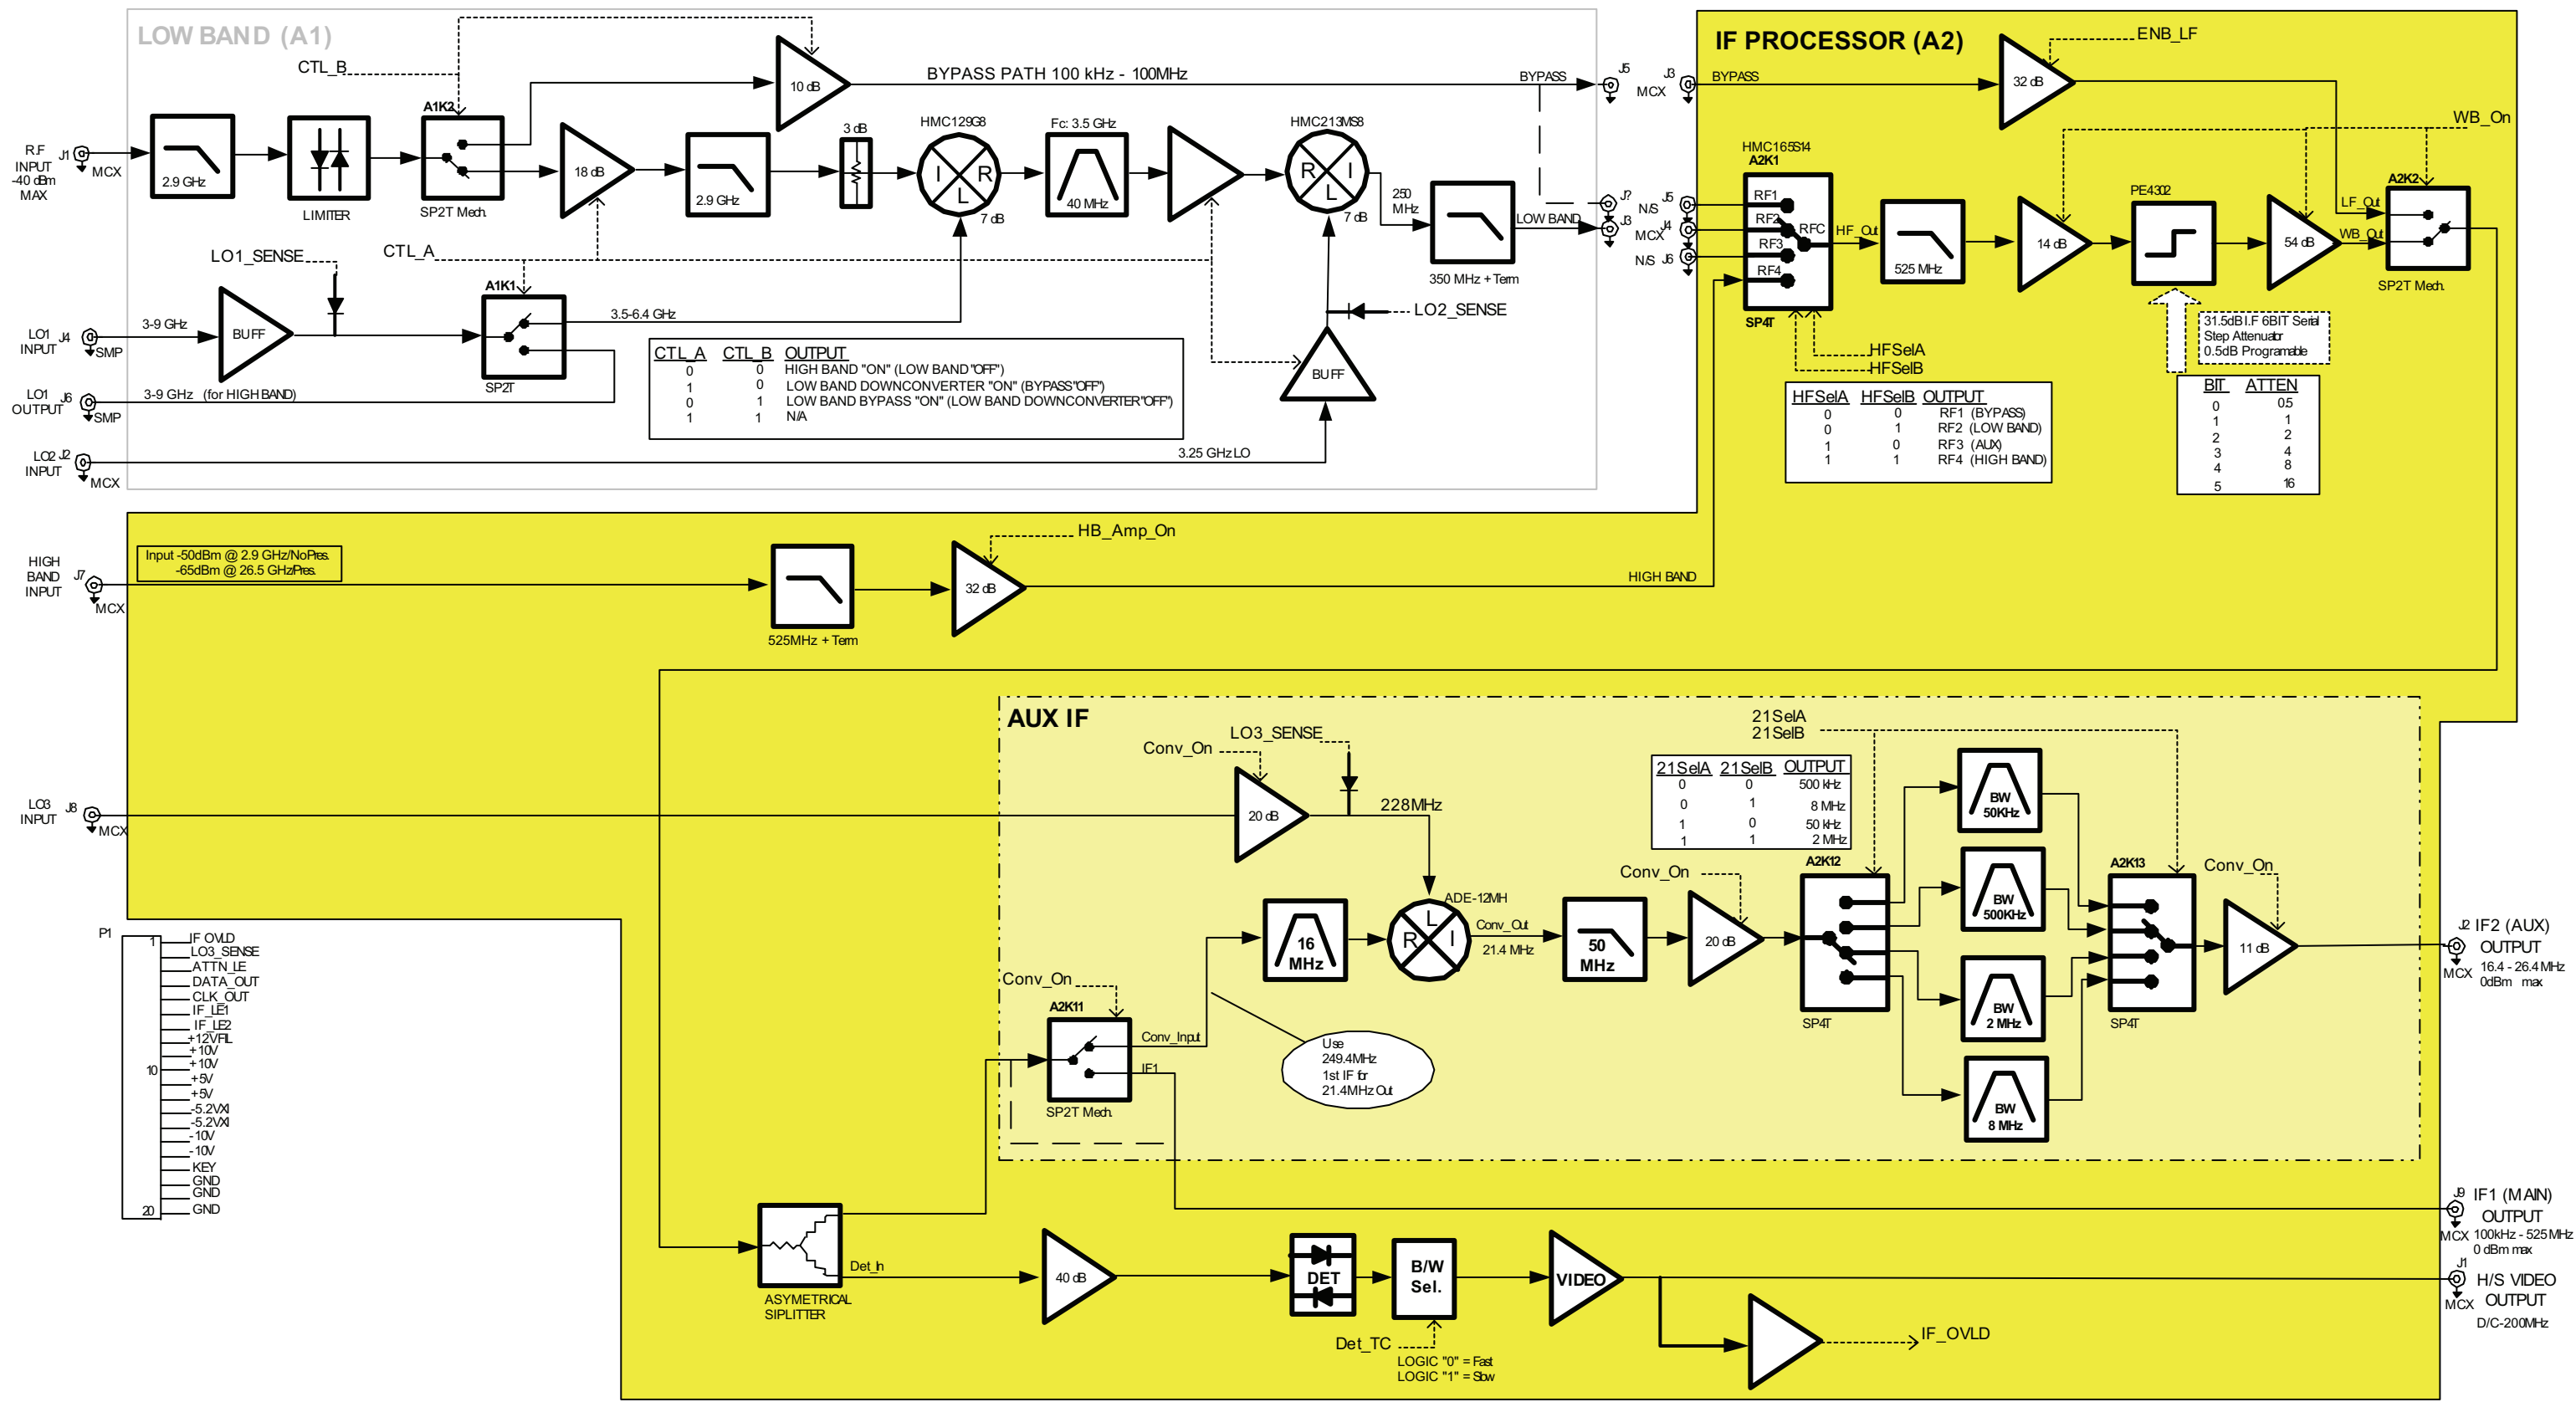 LOW BAND (A1)
CTL_B
A1K2
SP2T Mech.
RF
INPUT
-40 dBm
MAX
J1
MCX
2.9 GHz
LIMITER
10 dB
BYPASS PATH 100 kHz - 100MHz
BYPASS
J5
MCX
18 dB
2.9 GHz
3 dB
HMC129G8
I
R
L
7 dB
Fc: 3.5 GHz
40 MHz
HMC213MS8
R
I
L
7 dB
250
MHz
350 MHz + Term
LOW BAND
J?
J3
LO1_SENSE
CTL_A
A1K1
SP2T
LO1
INPUT
J4
SMP
3-9 GHz
BUFF
3.5-6.4 GHz
LO2_SENSE
BUFF
LO1
OUTPUT
J6
SMP
3-9 GHz (for HIGH BAND)
LO2
INPUT
J2
MCX
3.25 GHz LO
CTL_A CTL_B OUTPUT
0 0 HIGH BAND "ON" (LOW BAND "OFF")
1 0 LOW BAND DOWNCONVERTER "ON" (BYPASS"OFF")
0 1 LOW BAND BYPASS "ON" (LOW BAND DOWNCONVERTER"OFF")
1 1 N/A
IF PROCESSOR (A2)
ENB_LF
J3
BYPASS
32 dB
WB_On
HMC165S14
A2K1
RF1
RF2
RF3
RF4
RFC
SP4T
N/S J5
MCX J4
N/S J6
HF_Out
525 MHz
14 dB
PE4302
54 dB
LF_Out
WB_Out
A2K2
SP2T Mech.
31.5dB I.F 6BIT Serial
Step Attenuatr
0.5dB Programable
HFSelA
HFSelB
HFSelA HFSelB OUTPUT
0 0 RF1 (BYPASS)
0 1 RF2 (LOW BAND)
1 0 RF3 (AUX)
1 1 RF4 (HIGH BAND)
BIT ATTEN
0 0.5
1 1
2 2
3 4
4 8
5 16
HIGH
BAND
INPUT
J7
MCX
Input -50dBm @ 2.9 GHz/NoPres.
-65dBm @ 26.5 GHz/Pres.
525MHz + Term
HB_Amp_On
32 dB
HIGH BAND
AUX IF
LO3
INPUT
J8
MCX
Conv_On
LO3_SENSE
20 dB
228MHz
21SelA
21SelB
21SelA 21SelB OUTPUT
0 0 500 kHz
0 1 8 MHz
1 0 50 kHz
1 1 2 MHz
ADE-12MH
L
R
I
16
MHz
Conv_Out
21.4 MHz
50
MHz
Conv_On
20 dB
A2K12
SP4T
BW
50KHz
BW
500KHz
BW
2 MHz
BW
8 MHz
A2K13
SP4T
Conv_On
11 dB
J2 IF2 (AUX)
OUTPUT
MCX
16.4 - 26.4 MHz
0dBm max
Conv_On
A2K11
SP2T Mech.
Conv_Input
IF1
Use
249.4MHz
1st IF for
21.4MHz Out
P1
1
10
20
IF OVLD
LO3_SENSE
ATTN_LE
DATA_OUT
CLK_OUT
IF_LE1
IF_LE2
+12VFIL
+10V
+10V
+5V
+5V
-5.2VXI
-5.2VXI
-10V
-10V
KEY
GND
GND
GND
ASYMETRICAL
SIPLITTER
Det_In
40 dB
DET
B/W
Sel.
VIDEO
Det_TC
LOGIC "0" = Fast
LOGIC "1" = Slow
IF_OVLD
J9 IF1 (MAIN)
OUTPUT
MCX 100kHz - 525 MHz
0 dBm max
J1
H/S VIDEO
MCX OUTPUT
D/C-200MHz